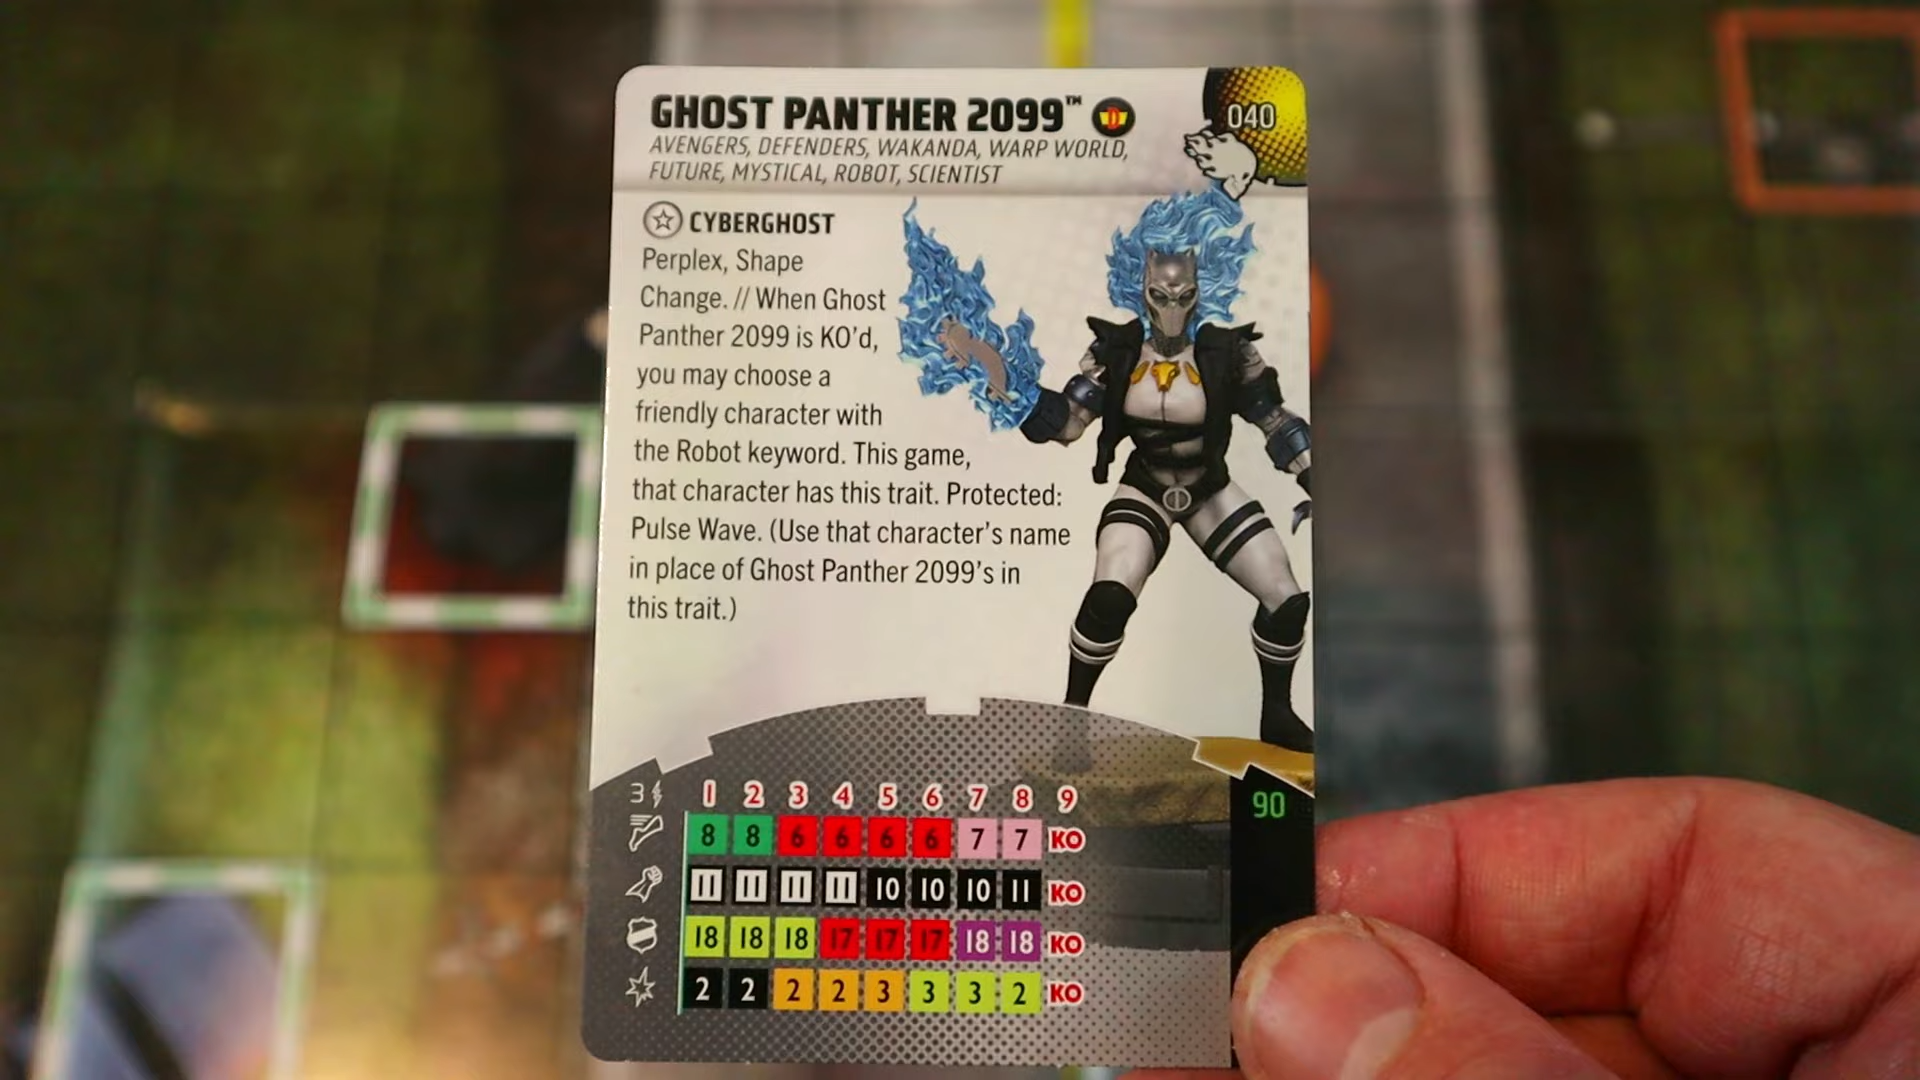 GHOST PANTHER 2099™ D
040
AVENGERS, DEFENDERS, WAKANDA, WARP WORLD,
FUTURE, MYSTICAL, ROBOT, SCIENTIST
CYBERGHOST
Perplex, Shape
Change. // When Ghost
Panther 2099 is KO'd,
you may choose a
friendly character with
the Robot keyword. This game,
that character has this trait. Protected:
Pulse Wave. (Use that character's name
in place of Ghost Panther 2099's in
this trait.)
3 1 2 3 4 5 6 7 8 9
90
8 8 6 6 6 6 7 7 KO
11 11 11 11 10 10 10 11 KO
18 18 18 17 17 17 18 18 KO
2 2 2 2 3 3 3 2 KO